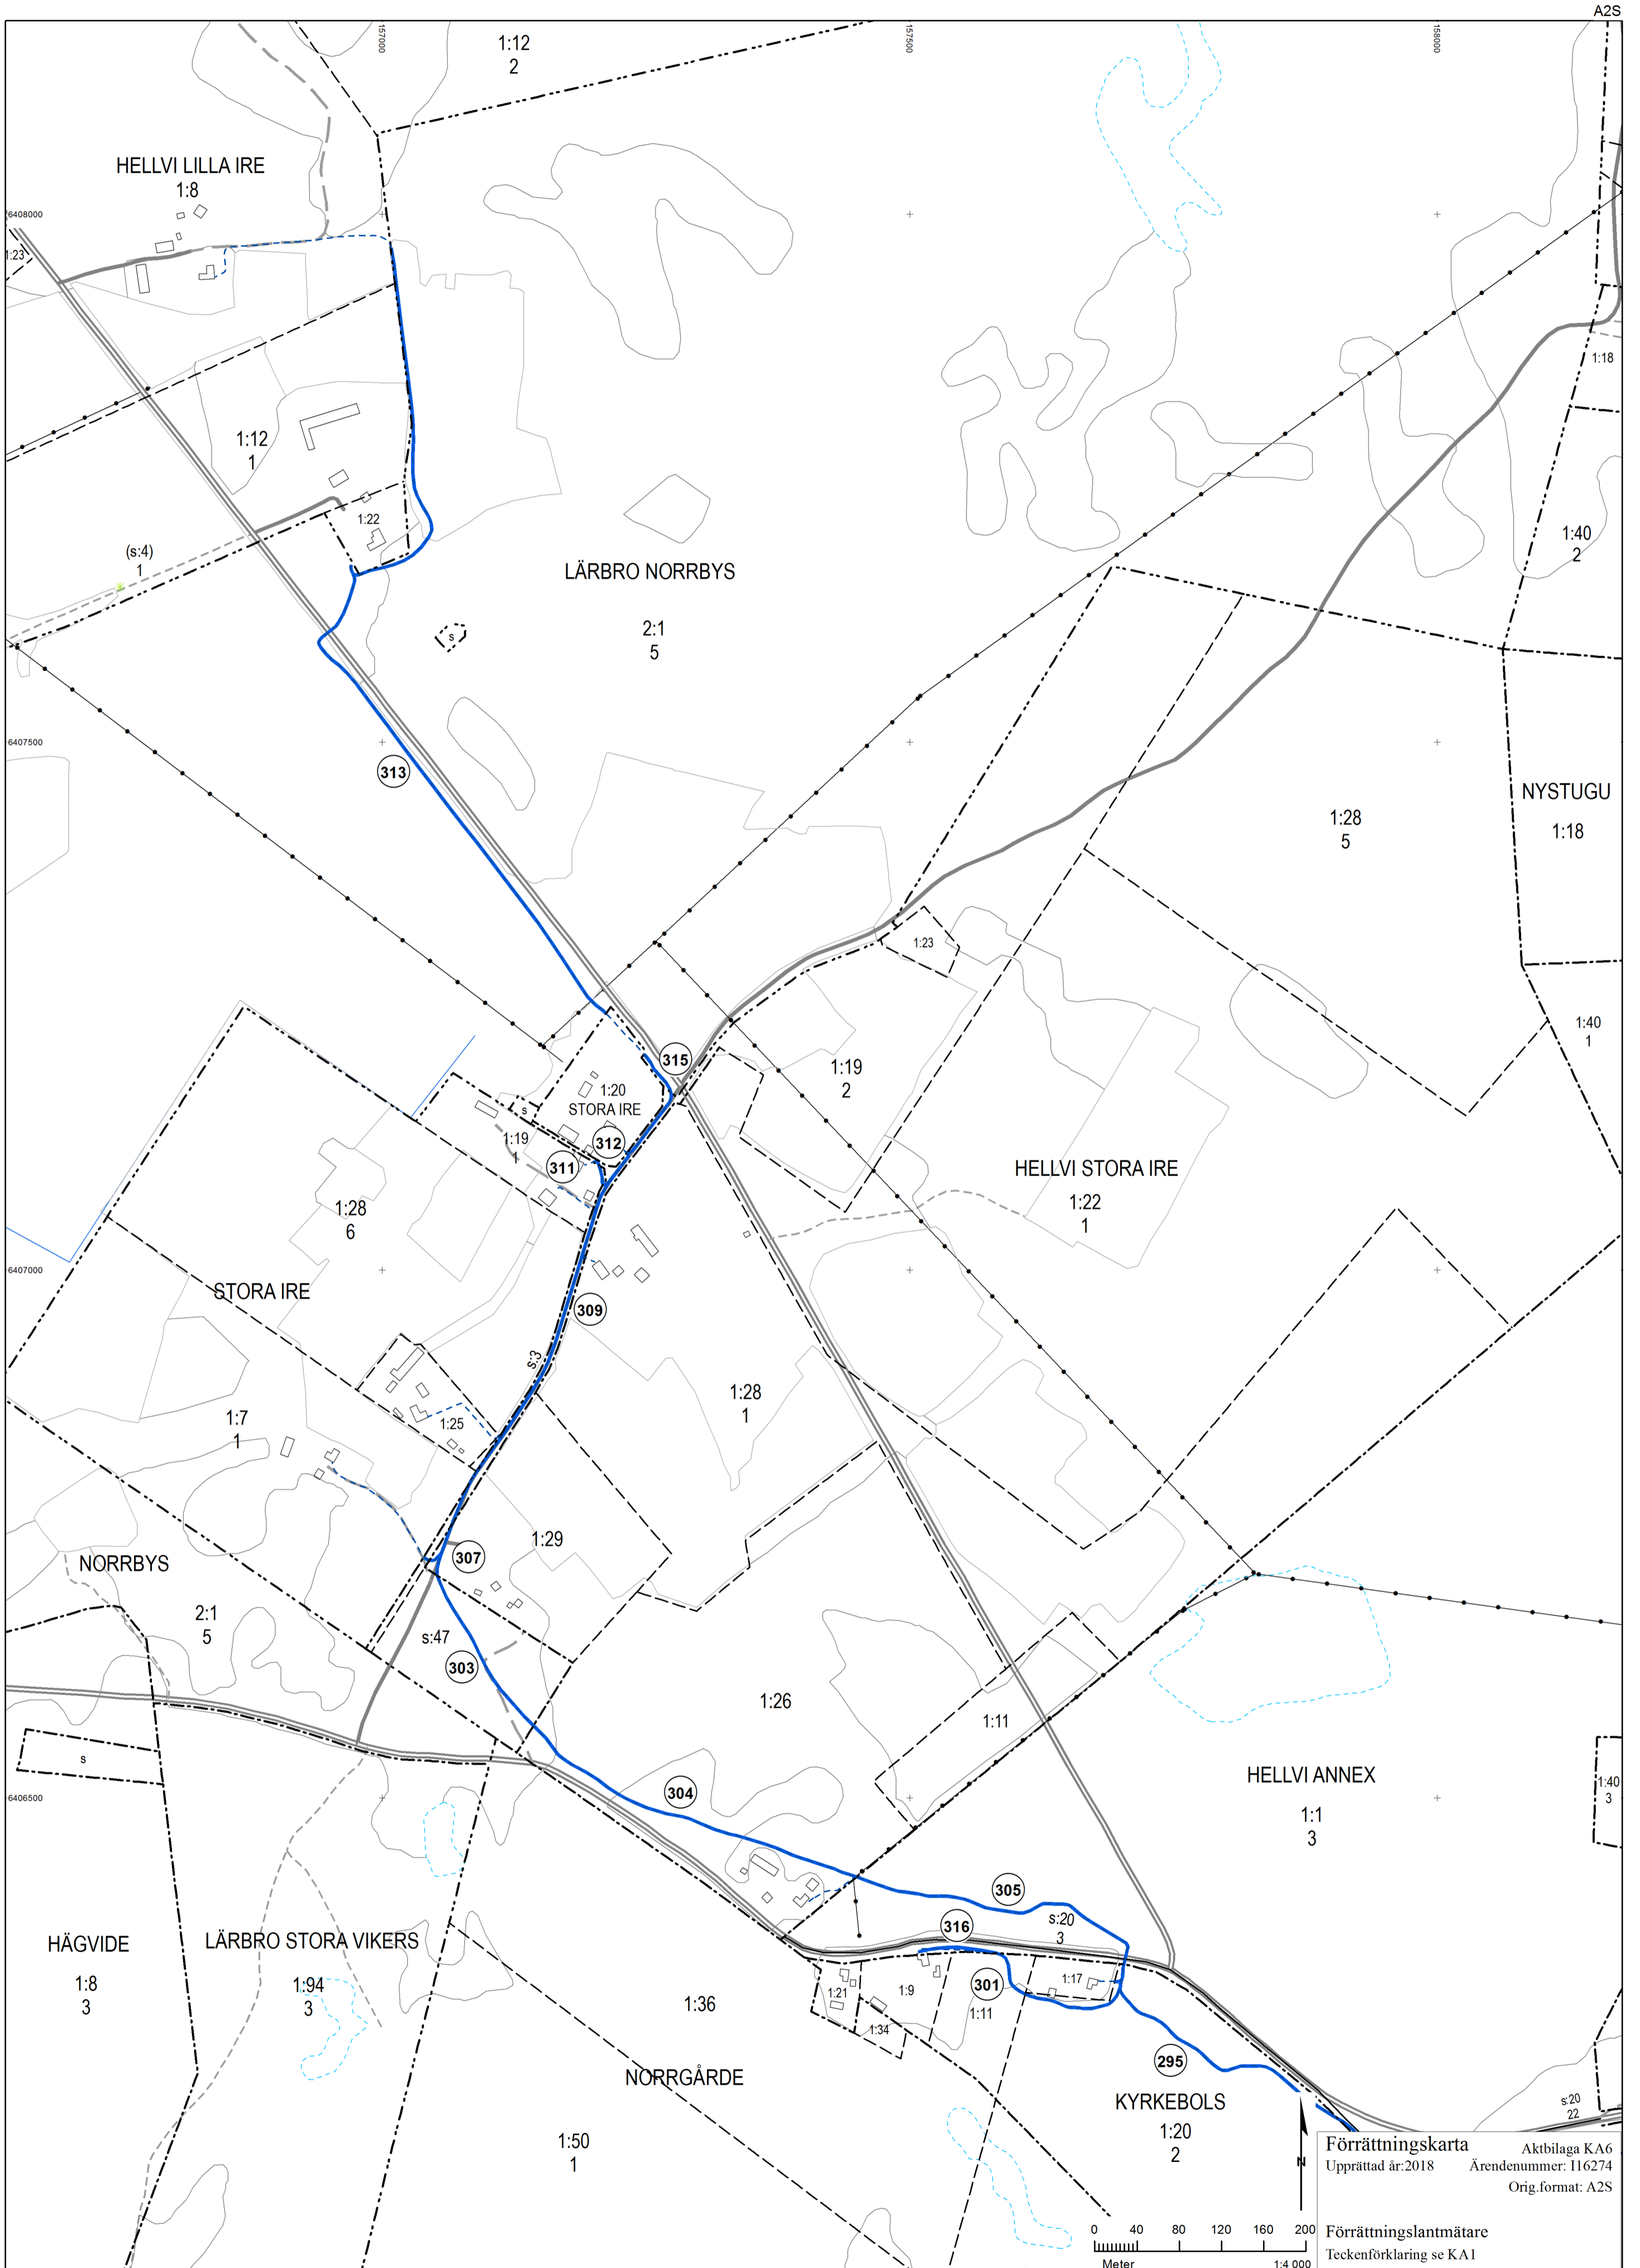 A2S
157000
157500
158000
1:12
2
HELLVI LILLA IRE
1:8
6408000
1:23
1:18
1:12
1
1:22
(s:4)
1
1:40
2
LÄRBRO NORRBYS
2:1
5
s
6407500
313
NYSTUGU
1:18
1:28
5
1:23
1:40
1
315
1:19
2
1:20
STORA IRE
s
1:19
1
312
311
HELLVI STORA IRE
1:22
1
1:28
6
6407000
STORA IRE
309
s:3
1:28
1
1:7
1
1:25
1:29
NORRBYS
307
2:1
5
s:47
303
1:26
1:11
s
HELLVI ANNEX
1:1
3
1:40
3
304
6406500
305
s:20
3
316
HÄGVIDE
1:8
3
LÄRBRO STORA VIKERS
1:94
3
1:36
1:21
1:9
301
1:17
1:11
1:34
295
NORRGÅRDE
KYRKEBOLS
1:20
2
s:20
22
1:50
1
N
Förrättningskarta
Aktbilaga KA6
Upprättad år:2018
Ärendenummer: I16274
Orig.format: A2S
0 40 80 120 160 200
Meter
1:4 000
Förrättningslantmätare
Teckenförklaring se KA1